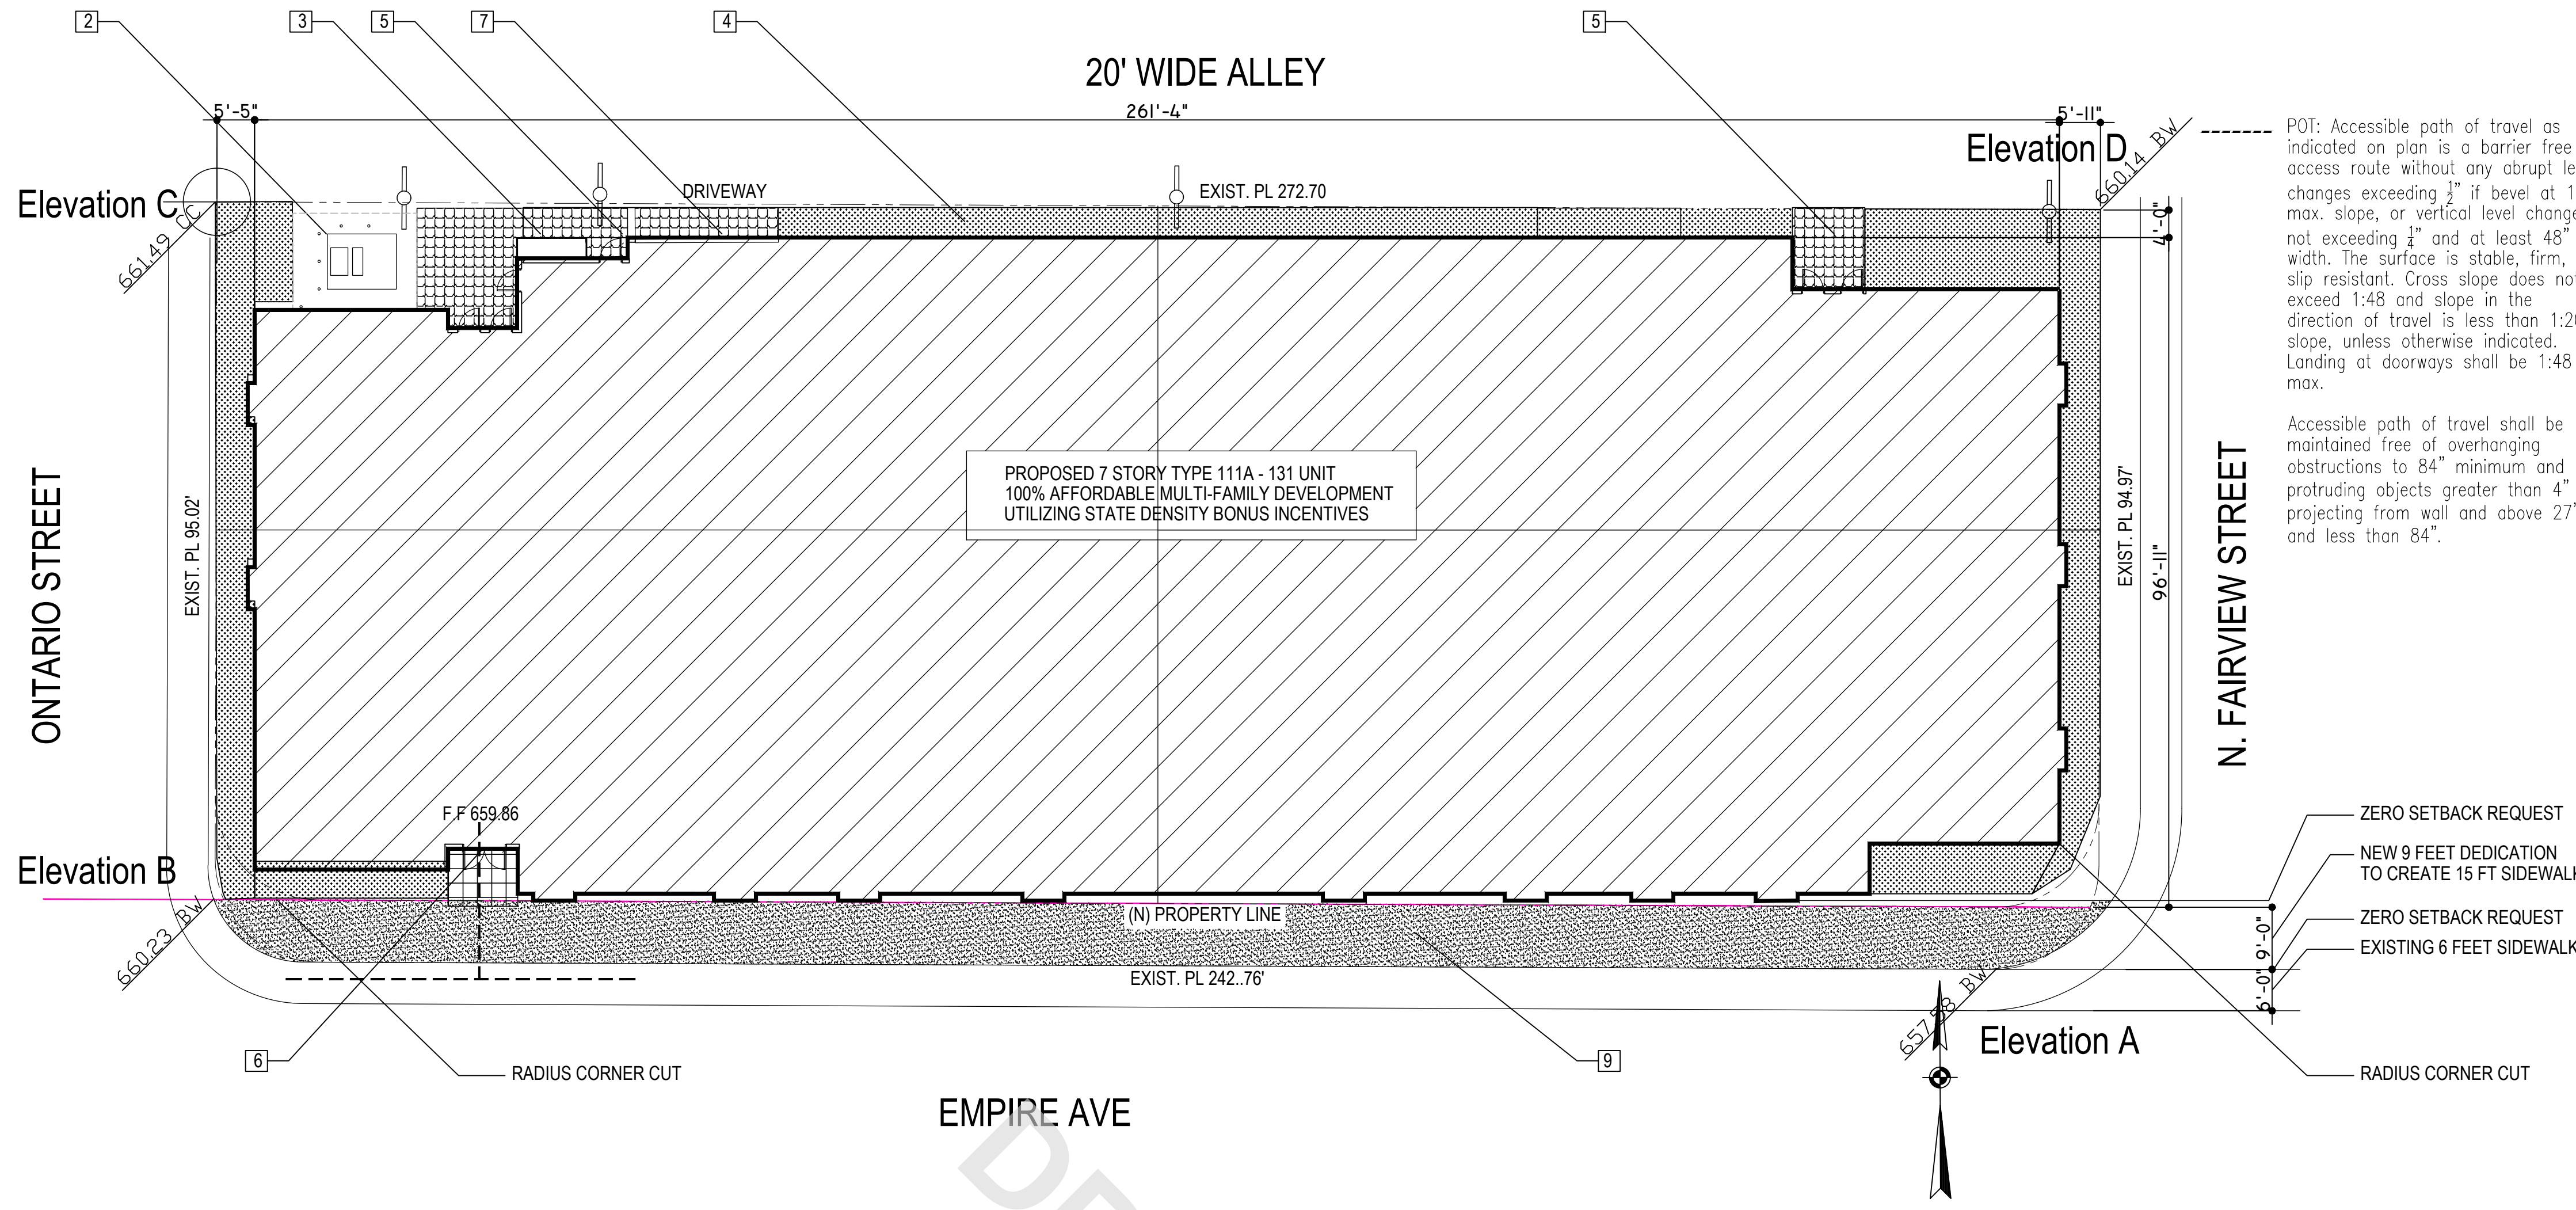 2
3
5
7
4
5
20' WIDE ALLEY
5'-5"
261'-4"
5'-11"
Elevation C
661.49 CC
DRIVEWAY
EXIST. PL 272.70
Elevation D
660.14 BW
4'-0"
POT: Accessible path of travel as
indicated on plan is a barrier free
access route without any abrupt le
changes exceeding 1/2" if bevel at 1
max. slope, or vertical level change
not exceeding 1/4" and at least 48"
width. The surface is stable, firm,
slip resistant. Cross slope does no
exceed 1:48 and slope in the
direction of travel is less than 1:2
slope, unless otherwise indicated.
Landing at doorways shall be 1:48
max.
Accessible path of travel shall be
maintained free of overhanging
obstructions to 84" minimum and
protruding objects greater than 4"
projecting from wall and above 27"
and less than 84".
ONTARIO STREET
EXIST. PL 95.02'
PROPOSED 7 STORY TYPE 111A - 131 UNIT
100% AFFORDABLE MULTI-FAMILY DEVELOPMENT
UTILIZING STATE DENSITY BONUS INCENTIVES
EXIST. PL 94.97'
96'-11"
N. FAIRVIEW STREET
F.F 659.86
Elevation B
660.23 BW
(N) PROPERTY LINE
EXIST. PL 242..76'
ZERO SETBACK REQUEST
NEW 9 FEET DEDICATION
TO CREATE 15 FT SIDEWALK
ZERO SETBACK REQUEST
EXISTING 6 FEET SIDEWALK
9'-0"
6'-0"
657.58 BW
Elevation A
6
RADIUS CORNER CUT
9
RADIUS CORNER CUT
EMPIRE AVE